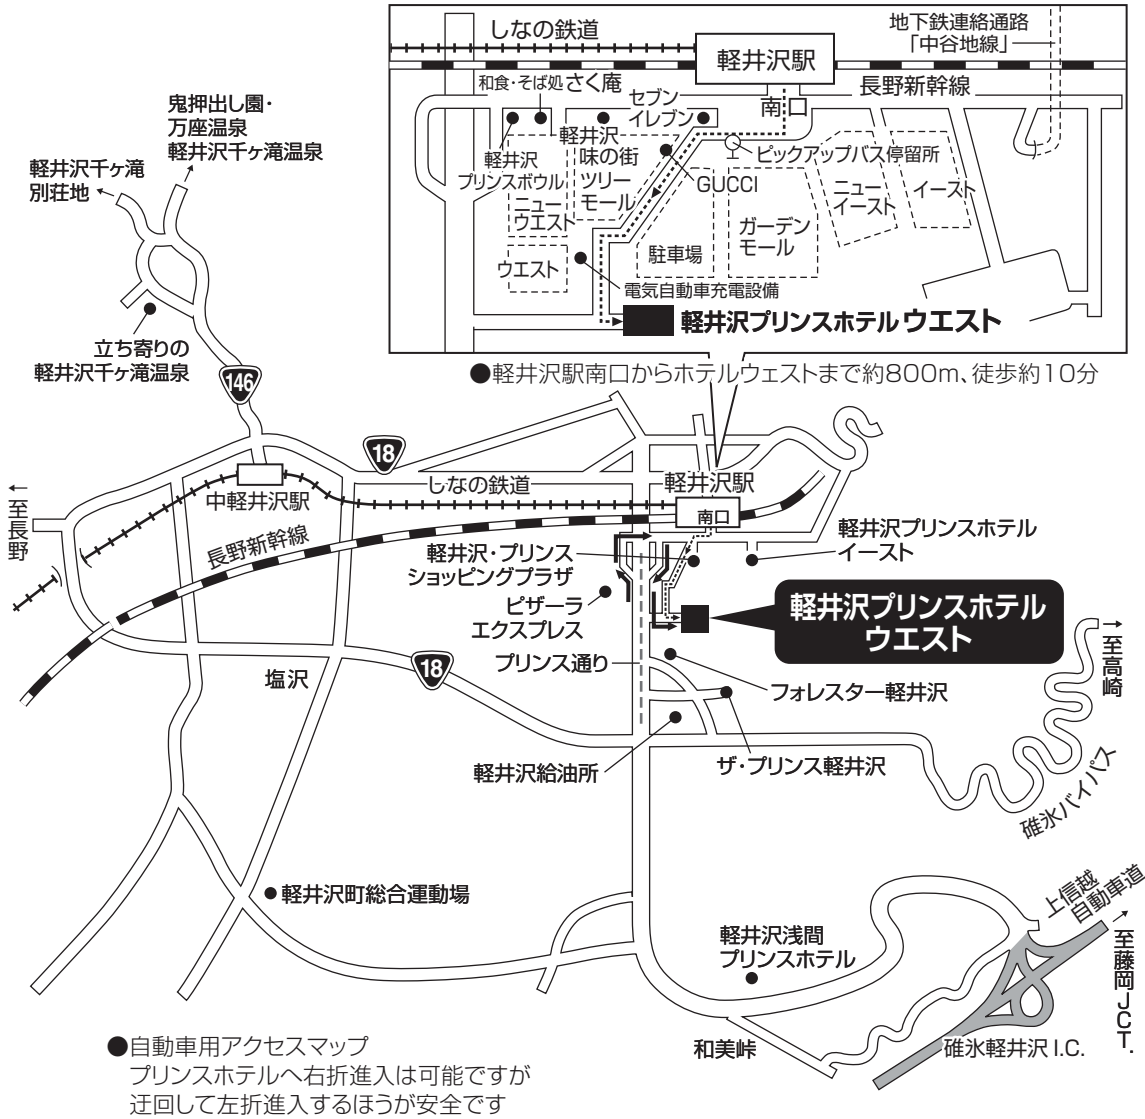 しなの鉄道
軽井沢駅
地下鉄連絡通路
「中谷地線」
長野新幹線
和食・そば処 さく庵
南口
セブン
イレブン
軽井沢
プリンスボウル
軽井沢
味の街
ツリー
モール
ピックアップバス停留所
GUCCI
ニュー
ウエスト
ニュー
イースト
イースト
ガーデン
モール
駐車場
ウエスト
電気自動車充電設備
軽井沢プリンスホテル ウエスト
●軽井沢駅南口からホテルウェストまで約800m、徒歩約10分
鬼押出し園・
万座温泉
軽井沢千ヶ滝温泉
軽井沢千ヶ滝
別荘地
立ち寄りの
軽井沢千ヶ滝温泉
146
18
←至長野
中軽井沢駅
しなの鉄道
軽井沢駅
南口
長野新幹線
軽井沢・プリンス
ショッピングプラザ
軽井沢プリンスホテル
イースト
ピザーラ
エクスプレス
軽井沢プリンスホテル
ウエスト
プリンス通り
塩沢
18
フォレスター軽井沢
→至高崎
軽井沢給油所
ザ・プリンス軽井沢
碓氷バイパス
軽井沢町総合運動場
上信越
自動車道
→至藤岡JCT.
軽井沢浅間
プリンスホテル
和美峠
碓氷軽井沢 I.C.
●自動車用アクセスマップ
プリンスホテルへ右折進入は可能ですが
迂回して左折進入するほうが安全です